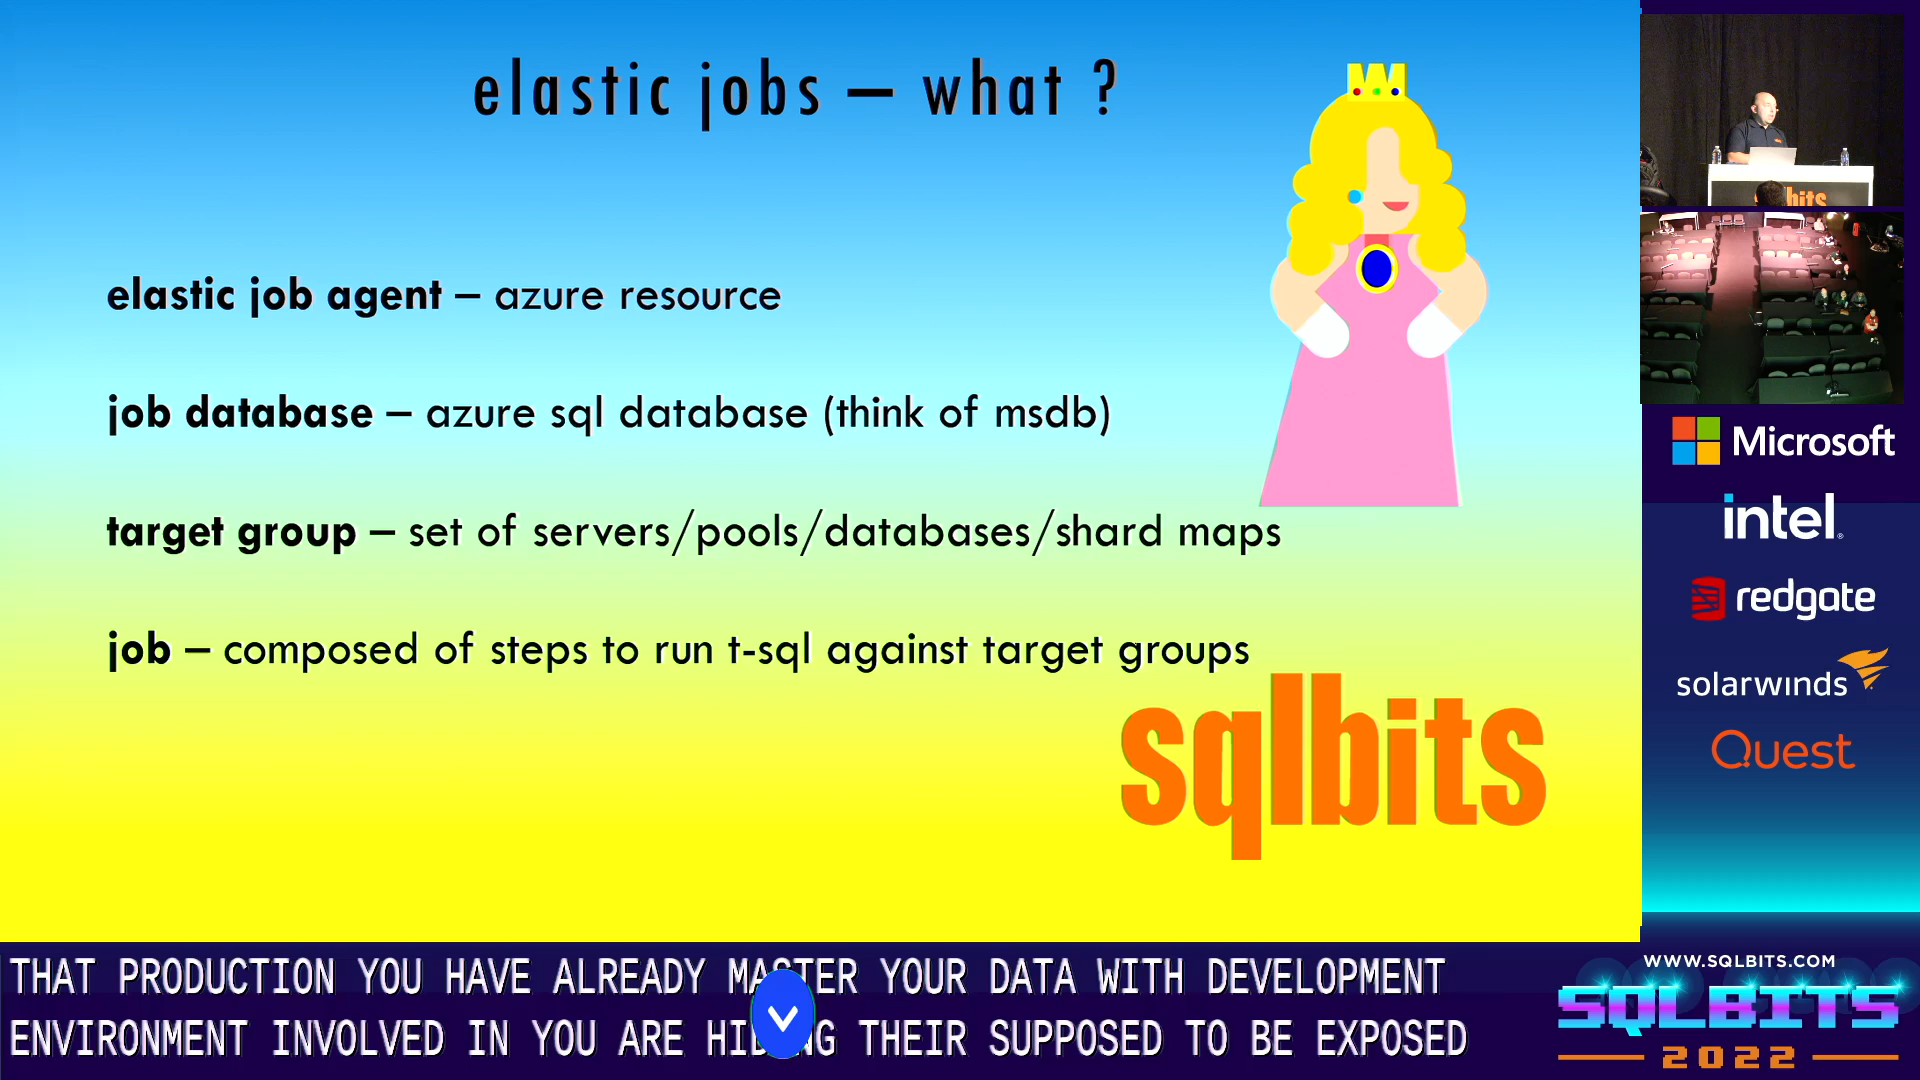 elastic jobs – what ?
elastic job agent – azure resource
job database – azure sql database (think of msdb)
target group – set of servers/pools/databases/shard maps
job – composed of steps to run t-sql against target groups
sqlbits
Microsoft
intel
redgate
solarwinds
Quest
THAT PRODUCTION YOU HAVE ALREADY MASTER YOUR DATA WITH DEVELOPMENT
ENVIRONMENT INVOLVED IN YOU ARE THEIR SUPPOSED TO BE EXPOSED
WWW.SQLBITS.COM
SQLBITS
2022